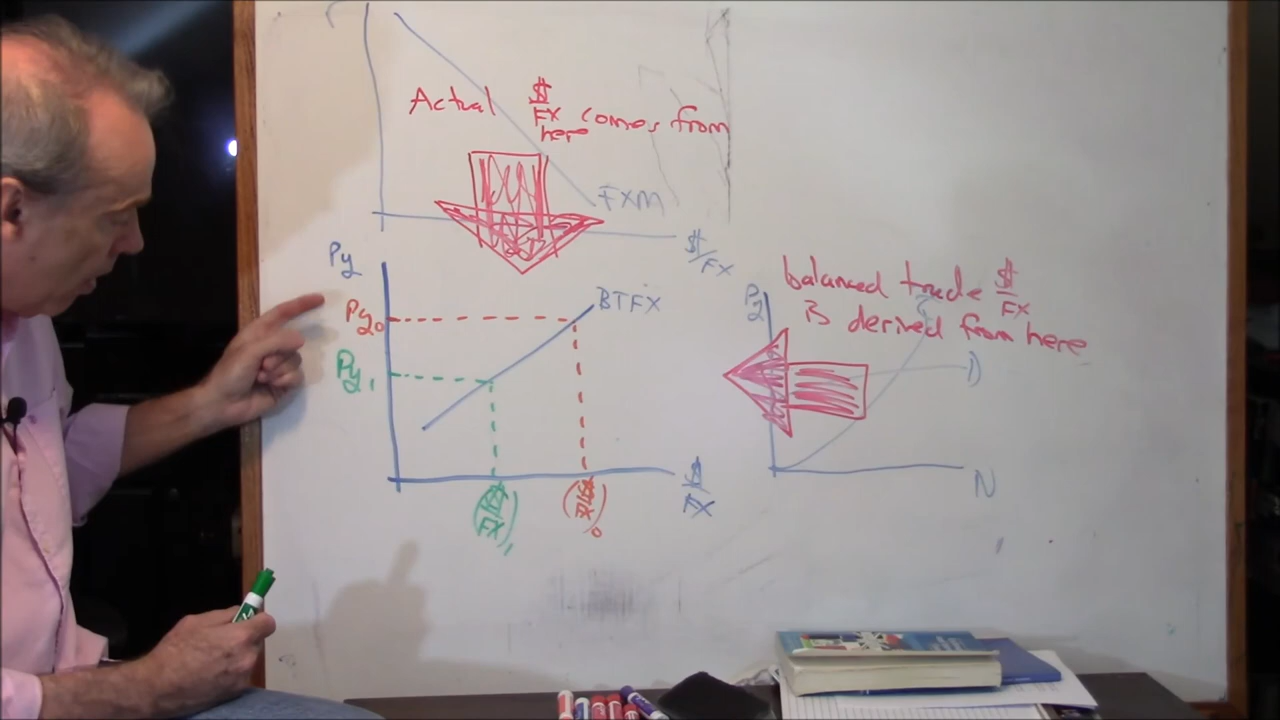 Actual $/FX comes from
here
FXM
$/FX
Py
BTFX
Py0
Py1
$/FX
($/FX)1
($/FX)0
balanced trade $/FX
is derived from here
Py
D
N